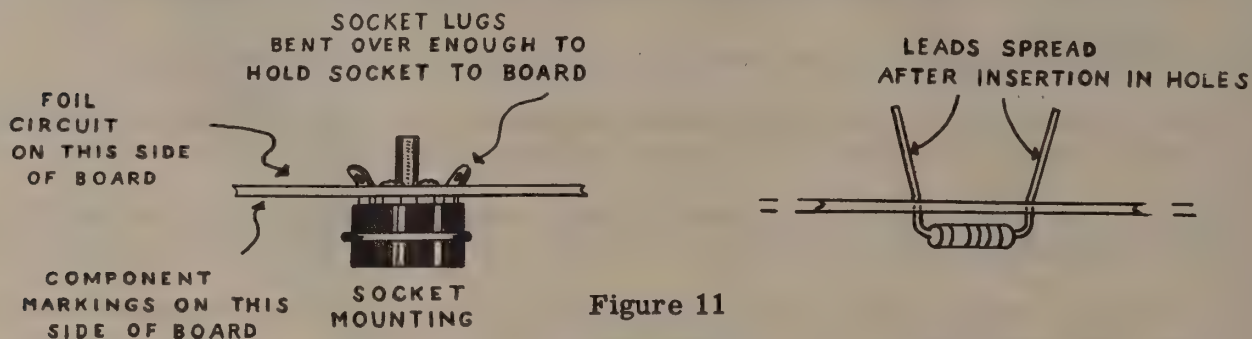 SOCKET LUGS
BENT OVER ENOUGH TO
HOLD SOCKET TO BOARD
FOIL
CIRCUIT
ON THIS SIDE
OF BOARD
COMPONENT
MARKINGS ON THIS
SIDE OF BOARD
SOCKET
MOUNTING
Figure 11
LEADS SPREAD
AFTER INSERTION IN HOLES